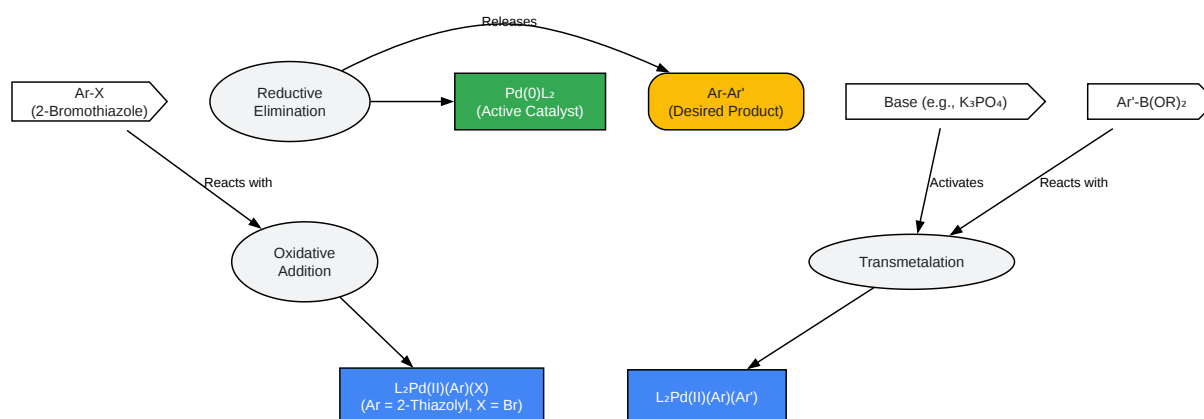 Releases
Ar-X
(2-Bromothiazole)
Reductive
Elimination
Pd(0)L₂
(Active Catalyst)
Ar-Ar'
(Desired Product)
Base (e.g., K₃PO₄)
Ar'-B(OR)₂
Reacts with
Activates
Reacts with
Oxidative
Addition
Transmetalation
L₂Pd(II)(Ar)(X)
(Ar = 2-Thiazolyl, X = Br)
L₂Pd(II)(Ar)(Ar')